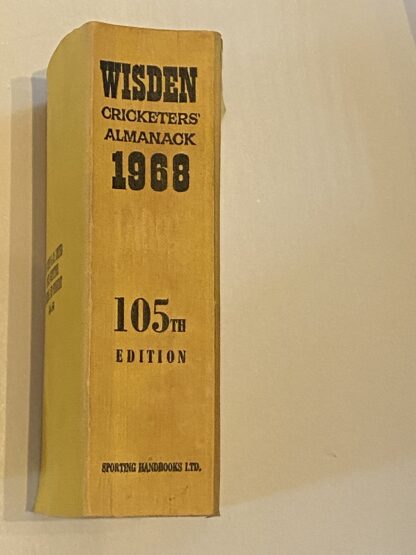 WISDEN
CRICKETERS'
ALMANACK
1968
105TH
EDITION
SPORTING HANDBOOKS LTD.